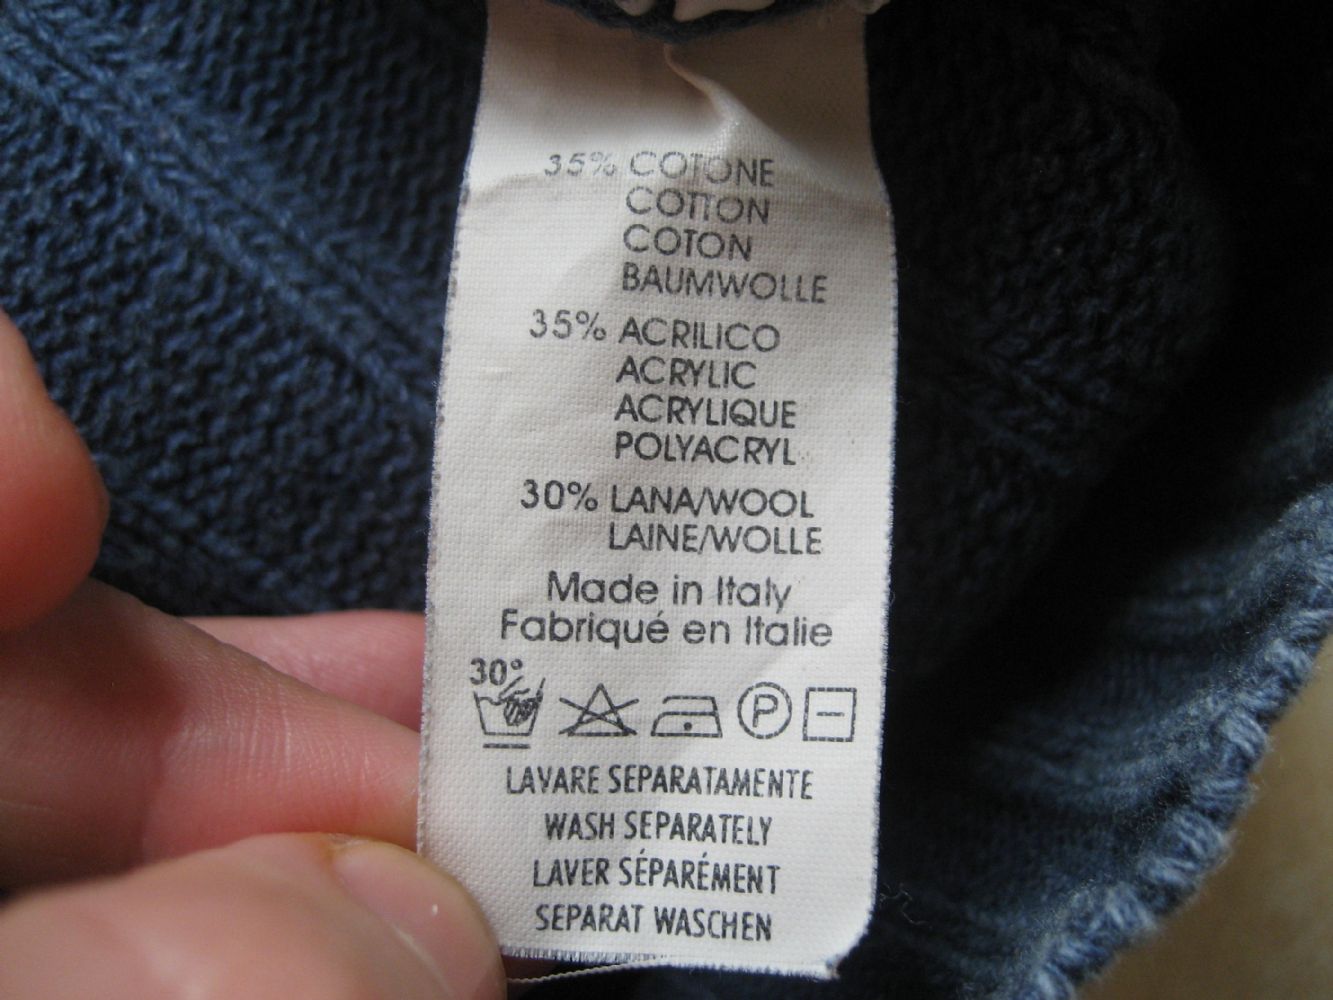 35% COTONE
COTTON
COTON
BAUMWOLLE
35% ACRILICO
ACRYLIC
ACRYLIQUE
POLYACRYL
30% LANA/WOOL
LAINE/WOLLE
Made in Italy
Fabriqué en Italie
30°
P
LAVARE SEPARATAMENTE
WASH SEPARATELY
LAVER SÉPARÉMENT
SEPARAT WASCHEN